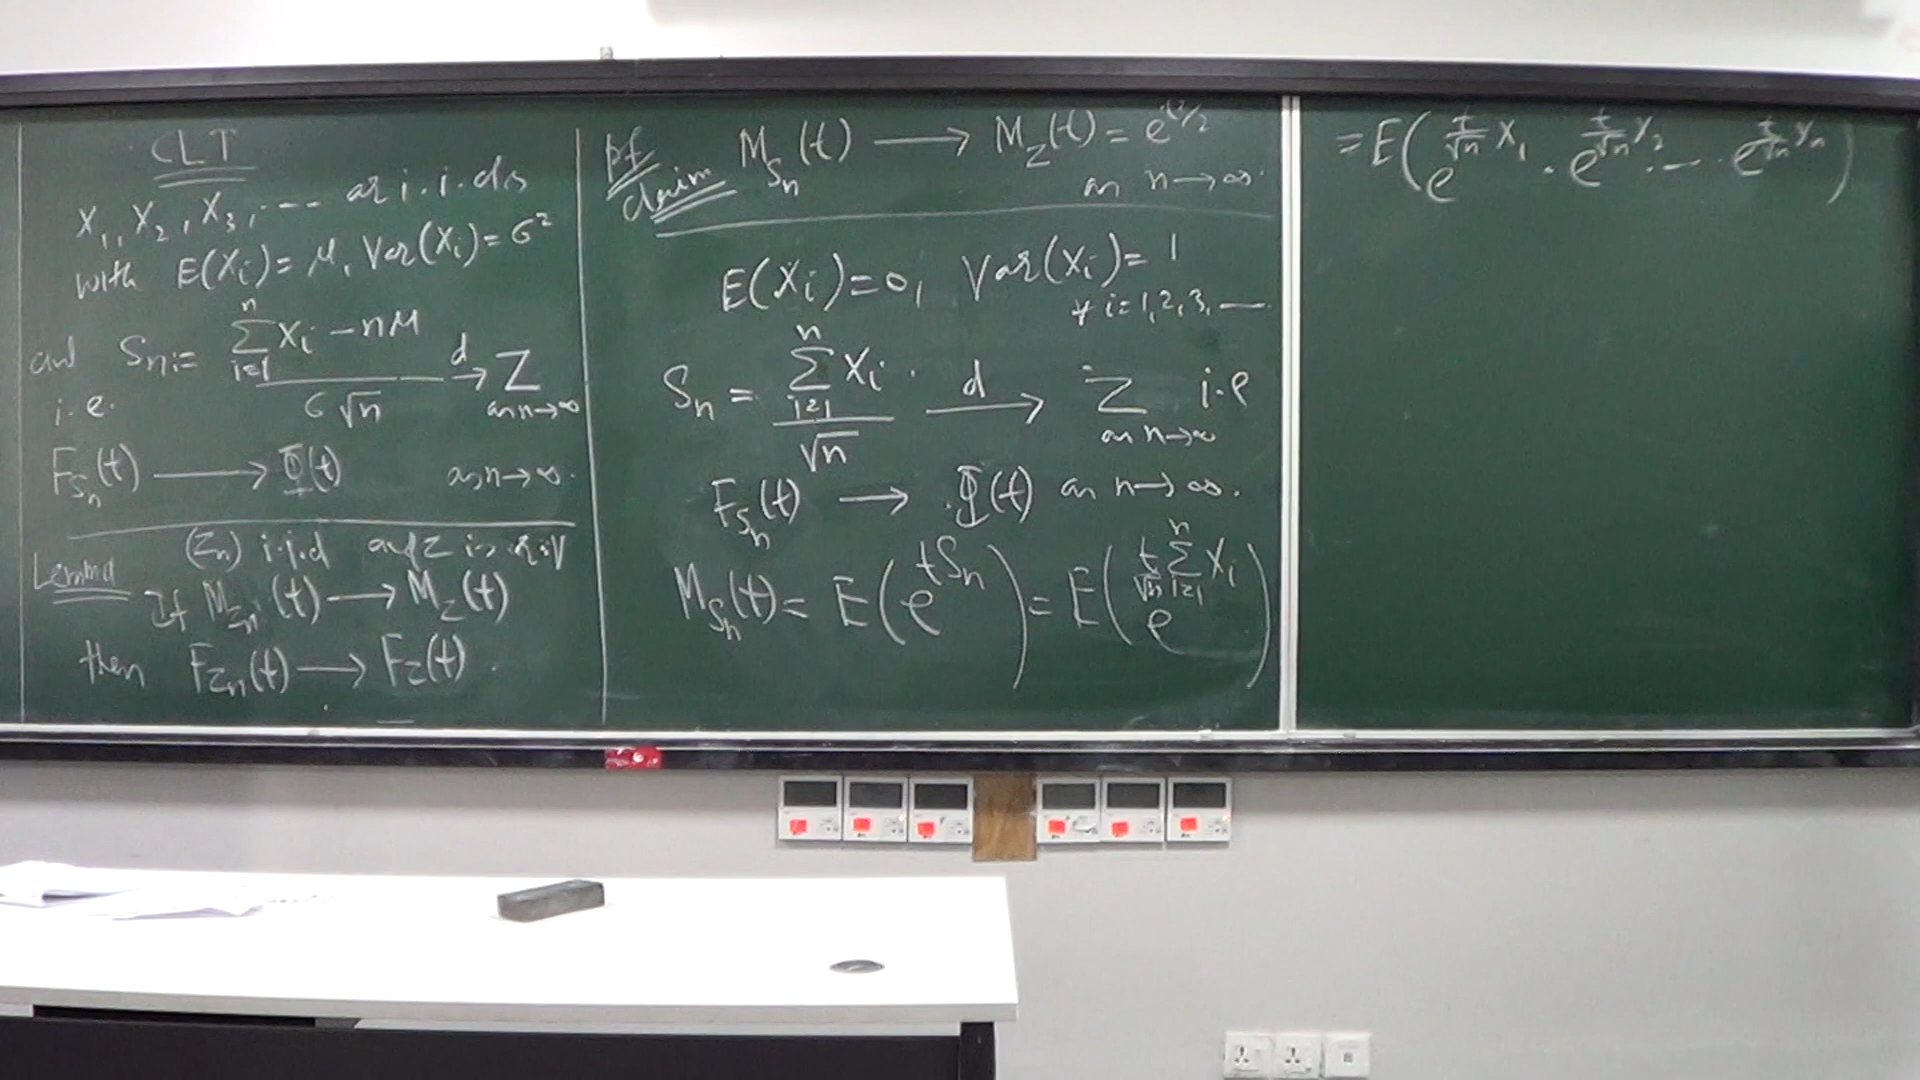 CLT
X₁, X₂, X₃, --- ar i.i.ds
with E(Xᵢ) = μ, Var(Xᵢ) = σ²
and Sₙ := (∑ᵢ₌₁ⁿ Xᵢ - nμ) / (σ√n) →ᵈ Z as n→∞
i.e.
F_{Sₙ}(t) ⟶ Φ(t) as n→∞.
Lemma (Zₙ) i.i.d and Z is r.v
If M_{Zₙ}(t) ⟶ M_Z(t)
then F_{Zₙ}(t) ⟶ F_Z(t).
pf
claim M_{Sₙ}(t) ⟶ M_Z(t) = e^{t²/2}
as n→∞.
E(Xᵢ) = 0, Var(Xᵢ) = 1
∀ i = 1, 2, 3, —
Sₙ = (∑ᵢ₌₁ⁿ Xᵢ) / √n →ᵈ Z i.e
as n→∞
F_{Sₙ}(t) → Φ(t) as n→∞.
M_{Sₙ}(t) = E(e^{tSₙ}) = E(e^{(t/√n) ∑ᵢ₌₁ⁿ Xᵢ})
= E(e^{(t/√n) X₁} · e^{(t/√n) X₂} · --- · e^{(t/√n) Xₙ})